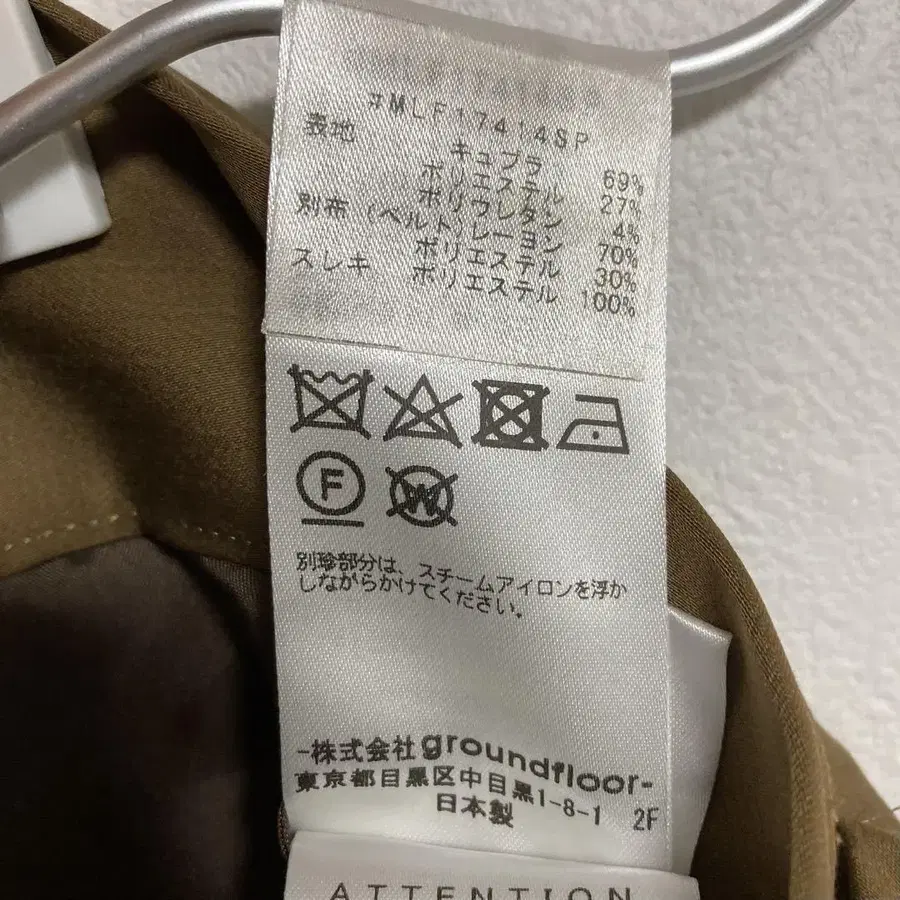 #MLF17414SP
表地 キュプラ 69%
ポリエステル 27%
ポリウレタン 4%
別布(ベルト)レーヨン 70%
ポリエステル 30%
スレキ ポリエステル 100%
F
W
別珍部分は、スチームアイロンを浮か
しながらかけてください。
-株式会社groundfloor-
東京都目黒区中目黒1-8-1 2F
日本製
ATTENTION